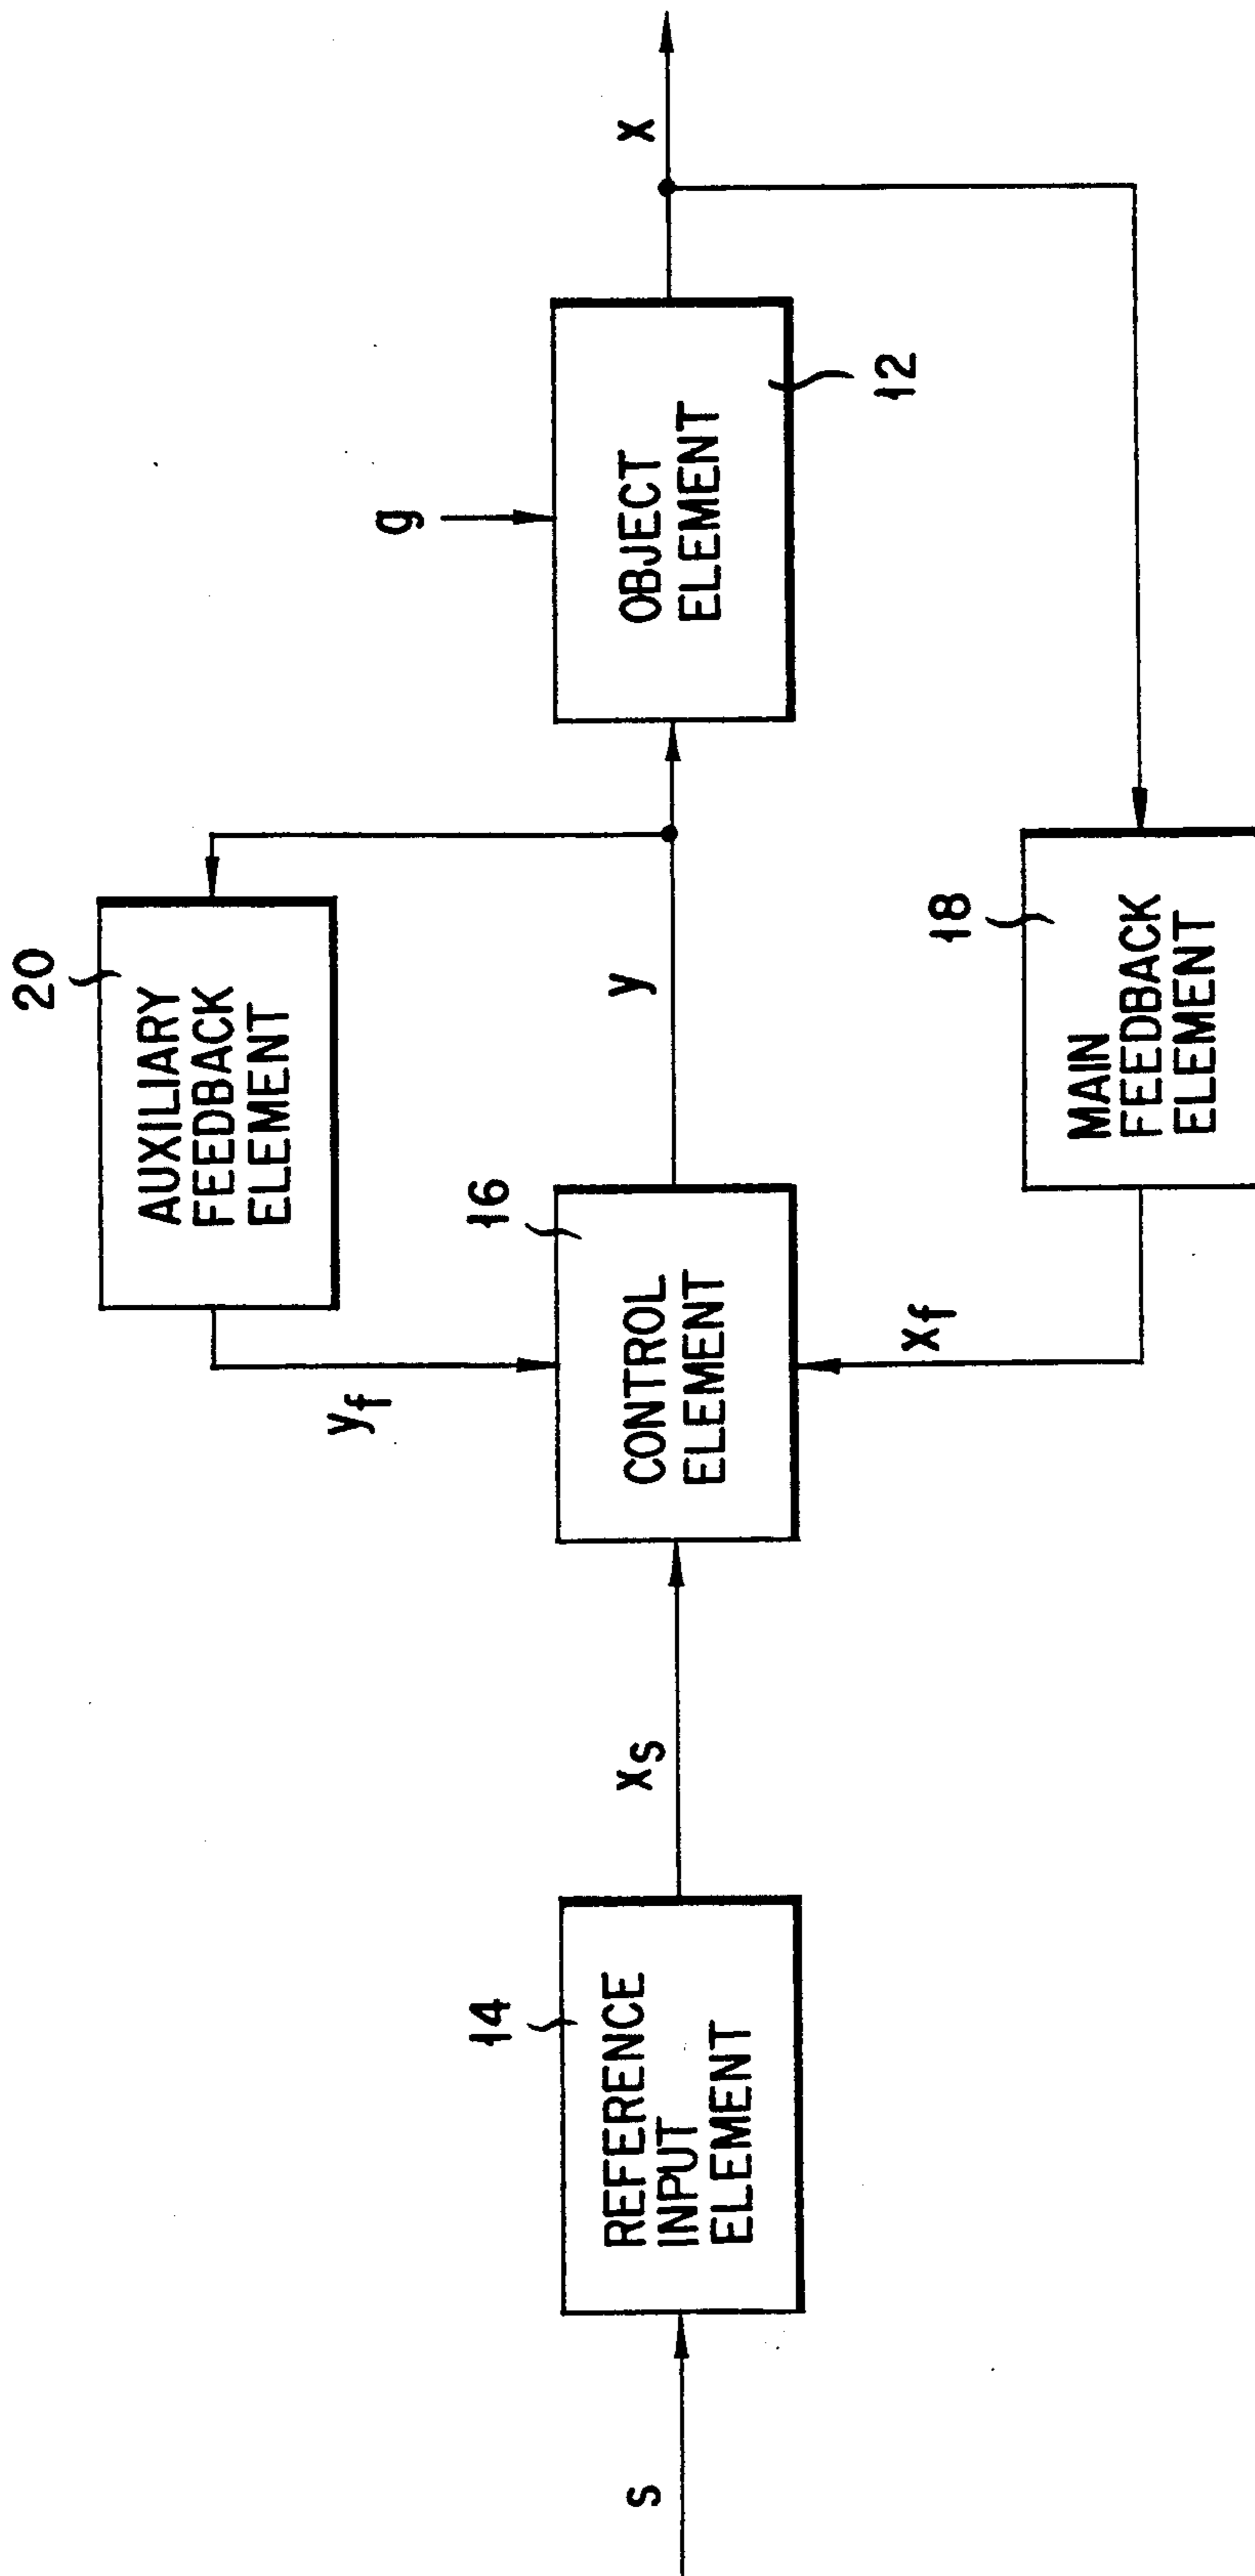 20
AUXILIARY
FEEDBACK
ELEMENT
yf
g
s
14
REFERENCE
INPUT
ELEMENT
xs
16
CONTROL
ELEMENT
y
OBJECT
ELEMENT
12
x
xf
18
MAIN
FEEDBACK
ELEMENT